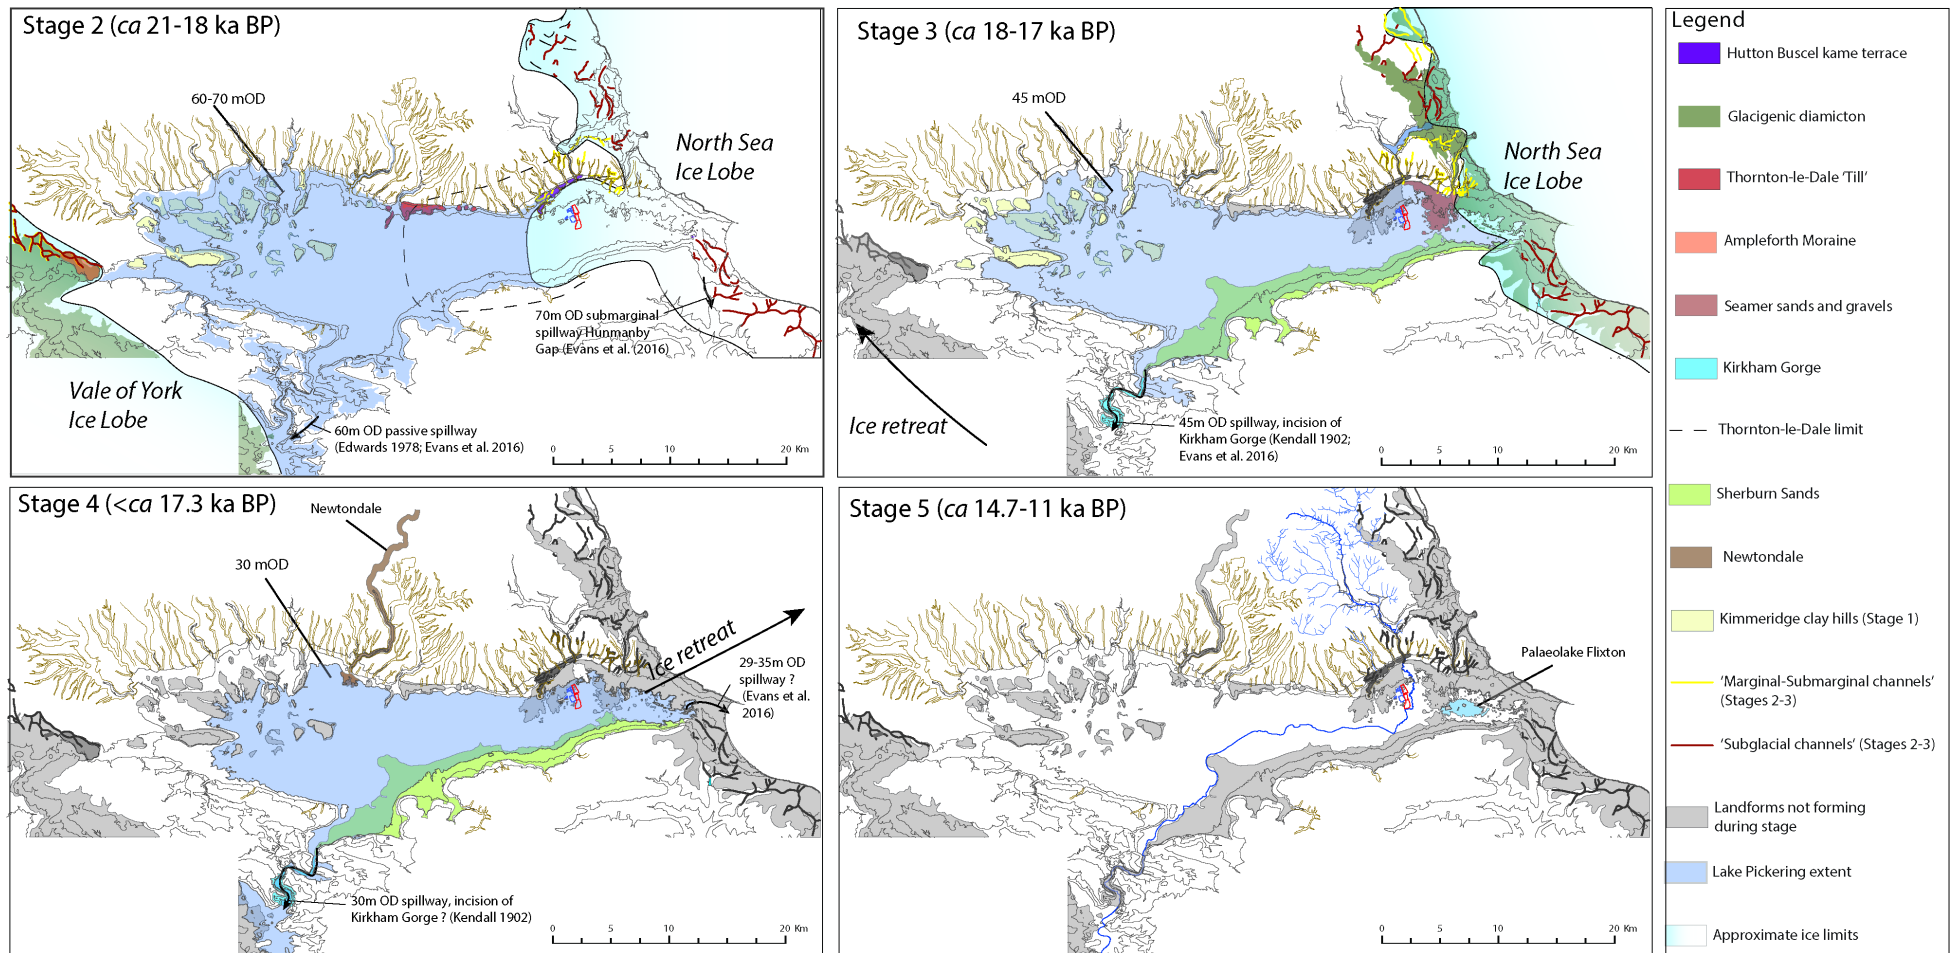 Stage 2 (ca 21-18 ka BP)
60-70 mOD
North Sea
Ice Lobe
70m OD submarginal
spillway Hunmanby
Gap (Evans et al. (2016)
Vale of York
Ice Lobe
60m OD passive spillway
(Edwards 1978; Evans et al. 2016)
0 5 10 20 Km
Stage 3 (ca 18-17 ka BP)
45 mOD
North Sea
Ice Lobe
Ice retreat
45m OD spillway, incision of
Kirkham Gorge (Kendall 1902;
Evans et al. 2016)
0 5 10 20 Km
Stage 4 (<ca 17.3 ka BP)
Newtondale
30 mOD
Ice retreat
29-35m OD
spillway ?
(Evans et al.
2016)
30m OD spillway, incision of
Kirkham Gorge ? (Kendall 1902)
0 5 10 20 Km
Stage 5 (ca 14.7-11 ka BP)
Palaeolake Flixton
0 5 10 20 Km
Legend
Hutton Buscel kame terrace
Glacigenic diamicton
Thornton-le-Dale ‘Till’
Ampleforth Moraine
Seamer sands and gravels
Kirkham Gorge
Thornton-le-Dale limit
Sherburn Sands
Newtondale
Kimmeridge clay hills (Stage 1)
‘Marginal-Submarginal channels’
(Stages 2-3)
‘Subglacial channels’ (Stages 2-3)
Landforms not forming
during stage
Lake Pickering extent
Approximate ice limits